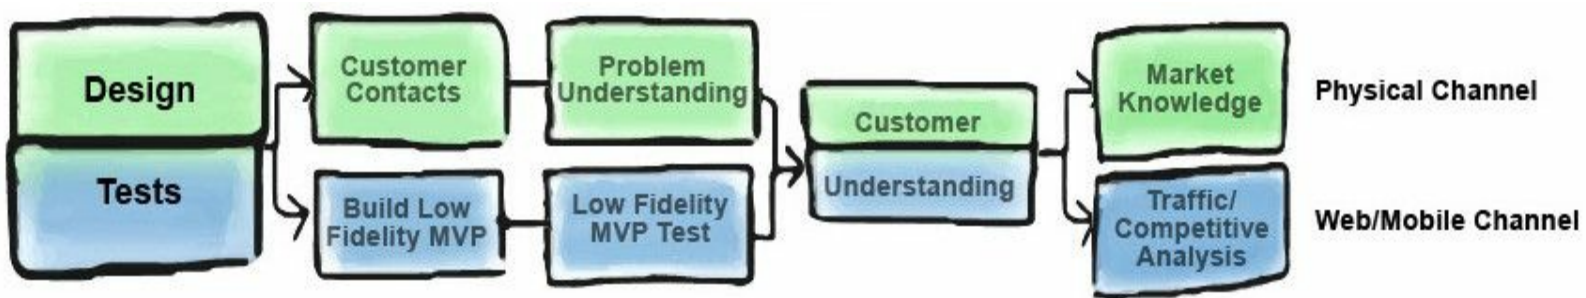 Design
Tests
Customer
Contacts
Problem
Understanding
Build Low
Fidelity MVP
Low Fidelity
MVP Test
Customer
Understanding
Market
Knowledge
Physical Channel
Traffic/
Competitive
Analysis
Web/Mobile Channel